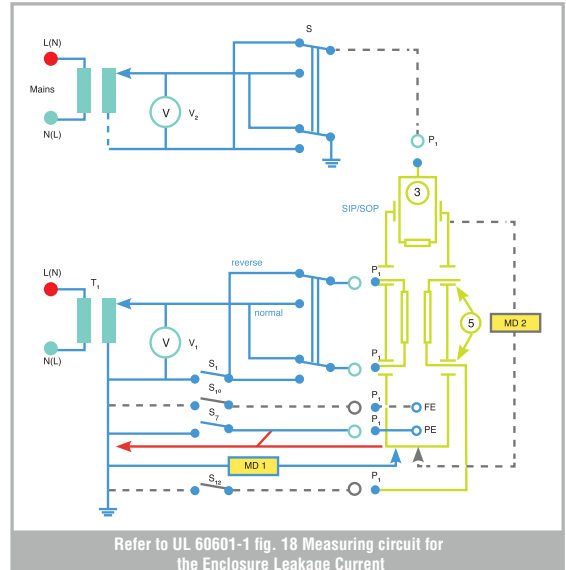 S
L(N)
Mains
V
V2
N(L)
P1
3
SIP/SOP
L(N)
T1
reverse
P1
normal
V
V1
5
MD 2
N(L)
S1
P1
S10
P1
FE
S7
P1
PE
MD 1
S12
P1
Refer to UL 60601-1 fig. 18 Measuring circuit for
the Enclosure Leakage Current